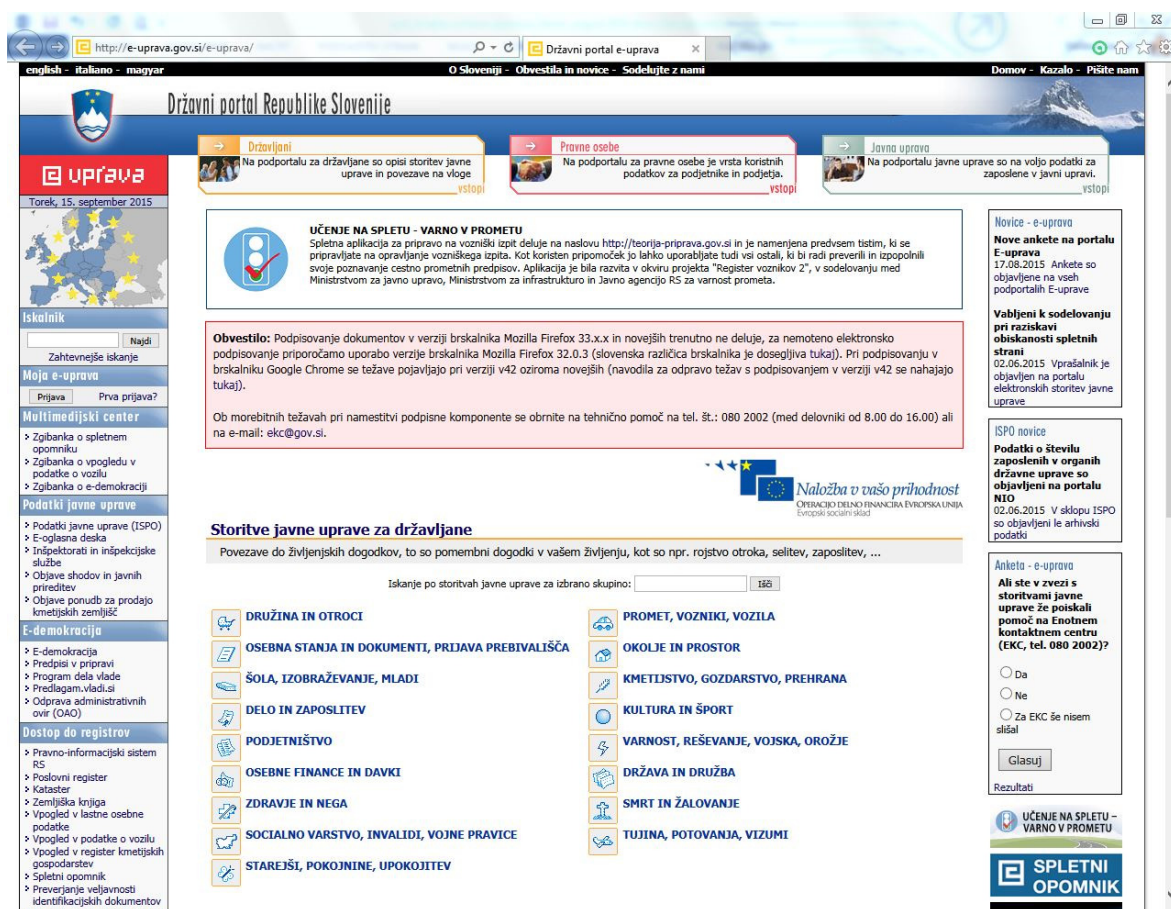 http://e-uprava.gov.si/e-uprava/
Državni portal e-uprava
english - italiano - magyar
O Sloveniji - Obvestila in novice - Sodelujte z nami
Domov - Kazalo - Pišite nam
Državni portal Republike Slovenije
Državljani
Na podportalu za državljane so opisi storitev javne
uprave in povezave na vloge
vstopi
Pravne osebe
Na podportalu za pravne osebe je vrsta koristnih
podatkov za podjetnike in podjetja.
vstopi
Javna uprava
Na podportalu javne uprave so na voljo podatki za
zaposlene v javni upravi.
vstopi
uprava
Torek, 15. september 2015
Iskalnik
Najdi
Zahtevnejše iskanje
Moja e-uprava
Prijava Prva prijava?
Multimedijski center
Zgibanka o spletnem
opomniku
Zgibanka o vpogledu v
podatke o vozilu
Zgibanka o e-demokraciji
Podatki javne uprave
Podatki javne uprave (ISPO)
E-oglasna deska
Inšpektorati in inšpekcijske
službe
Objave shodov in javnih
prireditev
Objave ponudb za prodajo
kmetijskih zemljišč
E-demokracija
E-demokracija
Predpisi v pripravi
Program dela vlade
Predlagam.vladi.si
Odprava administrativnih
ovir (OAO)
Dostop do registrov
Pravno-informacijski sistem
RS
Poslovni register
Kataster
Zemljiška knjiga
Vpogled v lastne osebne
podatke
Vpogled v podatke o vozilu
Vpogled v register kmetijskih
gospodarstev
Spletni opomnik
Preverjanje veljavnosti
identifikacijskih dokumentov
UČENJE NA SPLETU - VARNO V PROMETU
Spletna aplikacija za pripravo na vozniški izpit deluje na naslovu http://teorija-priprava.gov.si in je namenjena predvsem tistim, ki se
pripravljate na opravljanje vozniškega izpita. Kot koristen pripomoček jo lahko uporabljate tudi vsi ostali, ki bi radi preverili in izpopolnili
svoje poznavanje cestno prometnih predpisov. Aplikacija je bila razvita v okviru projekta "Register voznikov 2", v sodelovanju med
Ministrstvom za javno upravo, Ministrstvom za infrastrukturo in Javno agencijo RS za varnost prometa.
Obvestilo: Podpisovanje dokumentov v verziji brskalnika Mozilla Firefox 33.x.x in novejših trenutno ne deluje, za nemoteno elektronsko
podpisovanje priporočamo uporabo verzije brskalnika Mozilla Firefox 32.0.3 (slovenska različica brskalnika je dosegljiva tukaj). Pri podpisovanju v
brskalniku Google Chrome se težave pojavljajo pri verziji v42 oziroma novejših (navodila za odpravo težav s podpisovanjem v verziji v42 se nahajajo
tukaj).
Ob morebitnih težavah pri namestitvi podpisne komponente se obrnite na tehnično pomoč na tel. št.: 080 2002 (med delovniki od 8.00 do 16.00) ali
na e-mail: ekc@gov.si.
Naložba v vašo prihodnost
OPERACIJO DELNO FINANCIRA EVROPSKA UNIJA
Evropski socialni sklad
Storitve javne uprave za državljane
Povezave do življenjskih dogodkov, to so pomembni dogodki v vašem življenju, kot so npr. rojstvo otroka, selitev, zaposlitev, ...
Iskanje po storitvah javne uprave za izbrano skupino: Išči
DRUŽINA IN OTROCI
OSEBNA STANJA IN DOKUMENTI, PRIJAVA PREBIVALIŠČA
ŠOLA, IZOBRAŽEVANJE, MLADI
DELO IN ZAPOSLITEV
PODJETNIŠTVO
OSEBNE FINANCE IN DAVKI
ZDRAVJE IN NEGA
SOCIALNO VARSTVO, INVALIDI, VOJNE PRAVICE
STAREJŠI, POKOJNINE, UPOKOJITEV
PROMET, VOZNIKI, VOZILA
OKOLJE IN PROSTOR
KMETIJSTVO, GOZDARSTVO, PREHRANA
KULTURA IN ŠPORT
VARNOST, REŠEVANJE, VOJSKA, OROŽJE
DRŽAVA IN DRUŽBA
SMRT IN ŽALOVANJE
TUJINA, POTOVANJA, VIZUMI
Novice - e-uprava
Nove ankete na portalu
E-uprava
17.08.2015 Ankete so
objavljene na vseh
podportalih E-uprave
Vabljeni k sodelovanju
pri raziskavi
obiskanosti spletnih
strani
02.06.2015 Vprašalnik je
objavljen na portalu
elektronskih storitev javne
uprave
ISPO novice
Podatki o številu
zaposlenih v organih
državne uprave so
objavljeni na portalu
NIO
02.06.2015 V sklopu ISPO
so objavljeni le arhivski
podatki
Anketa - e-uprava
Ali ste v zvezi s
storitvami javne
uprave že poiskali
pomoč na Enotnem
kontaktnem centru
(EKC, tel. 080 2002)?
Da
Ne
Za EKC še nisem
slišal
Glasuj
Rezultati
UČENJE NA SPLETU –
VARNO V PROMETU
SPLETNI
OPOMNIK